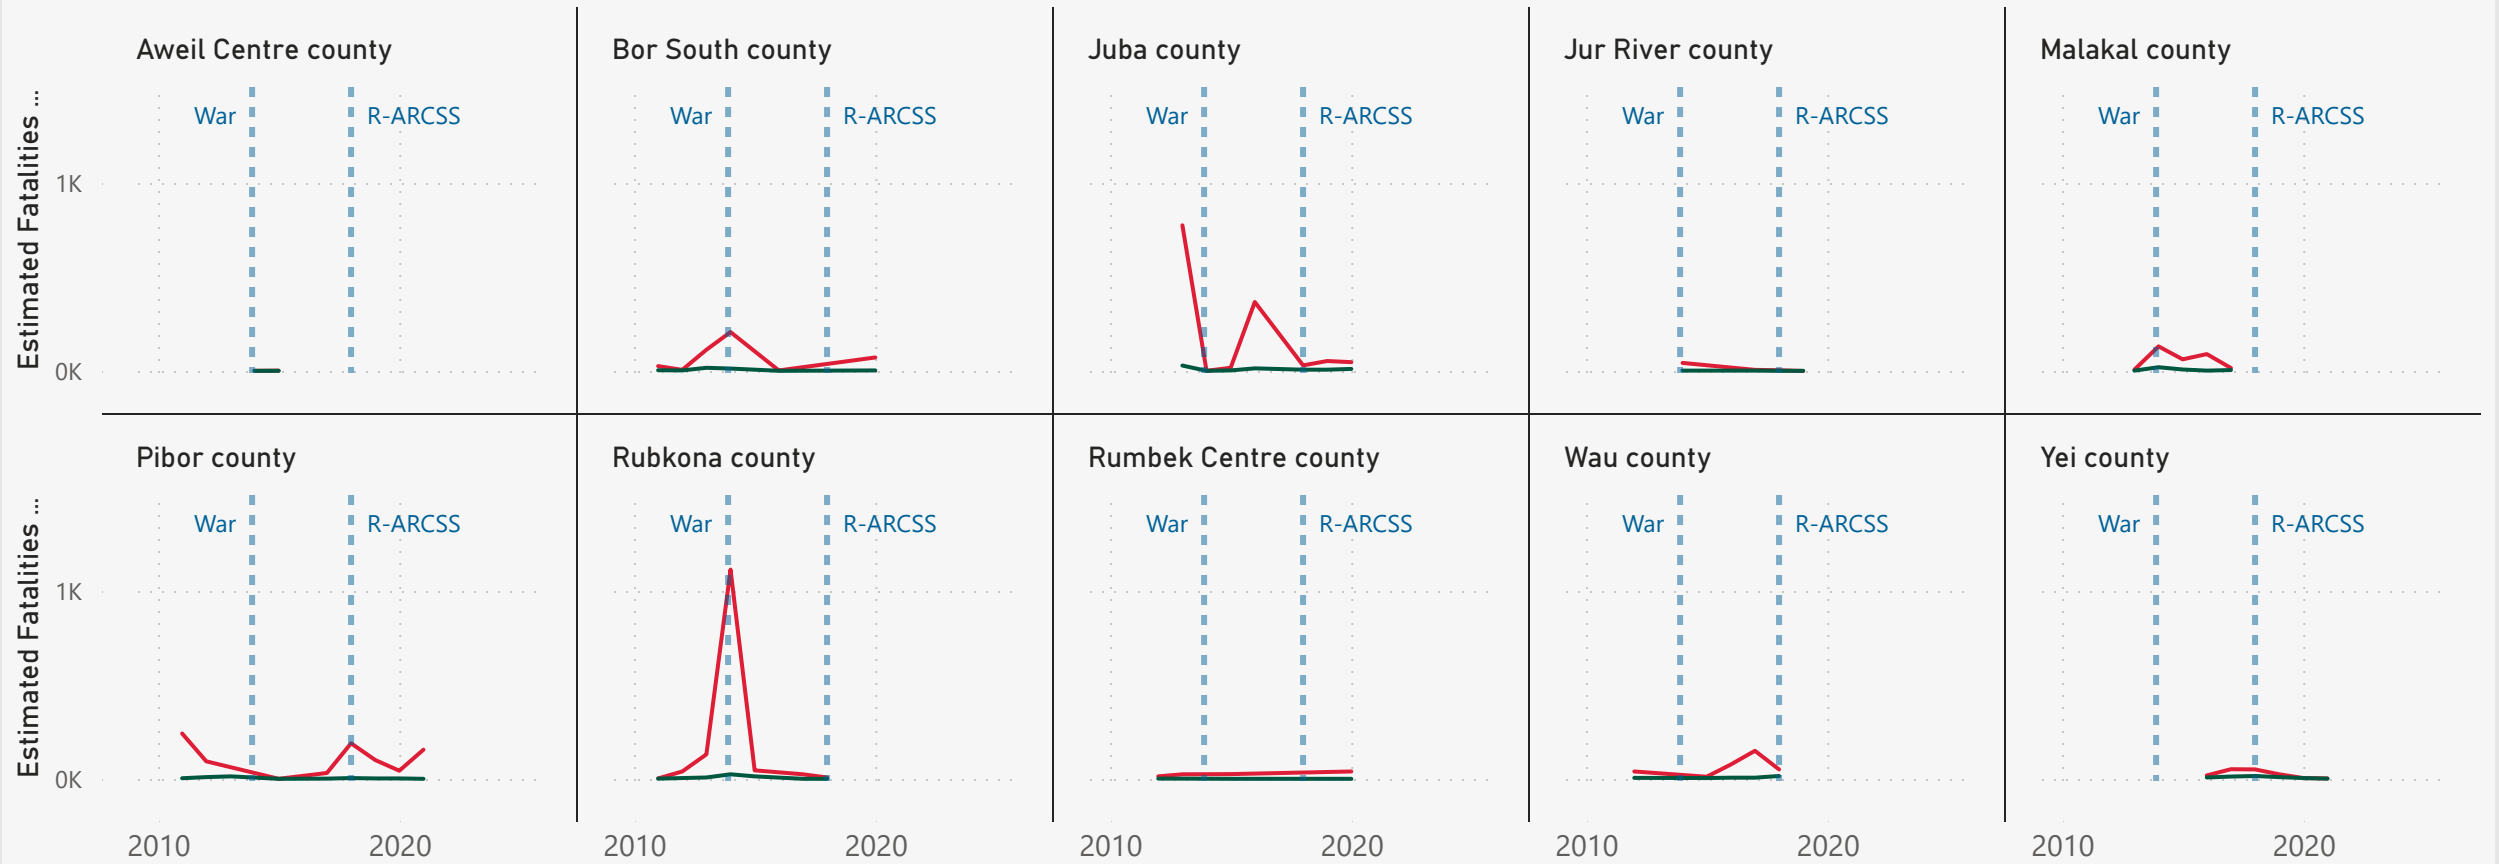 Aweil Centre county
Bor South county
Juba county
Jur River county
Malakal county
Estimated Fatalities ...
War
R-ARCSS
War
R-ARCSS
War
R-ARCSS
War
R-ARCSS
War
R-ARCSS
1K
0K
Pibor county
Rubkona county
Rumbek Centre county
Wau county
Yei county
Estimated Fatalities ...
War
R-ARCSS
War
R-ARCSS
War
R-ARCSS
War
R-ARCSS
War
R-ARCSS
1K
0K
2010
2020
2010
2020
2010
2020
2010
2020
2010
2020